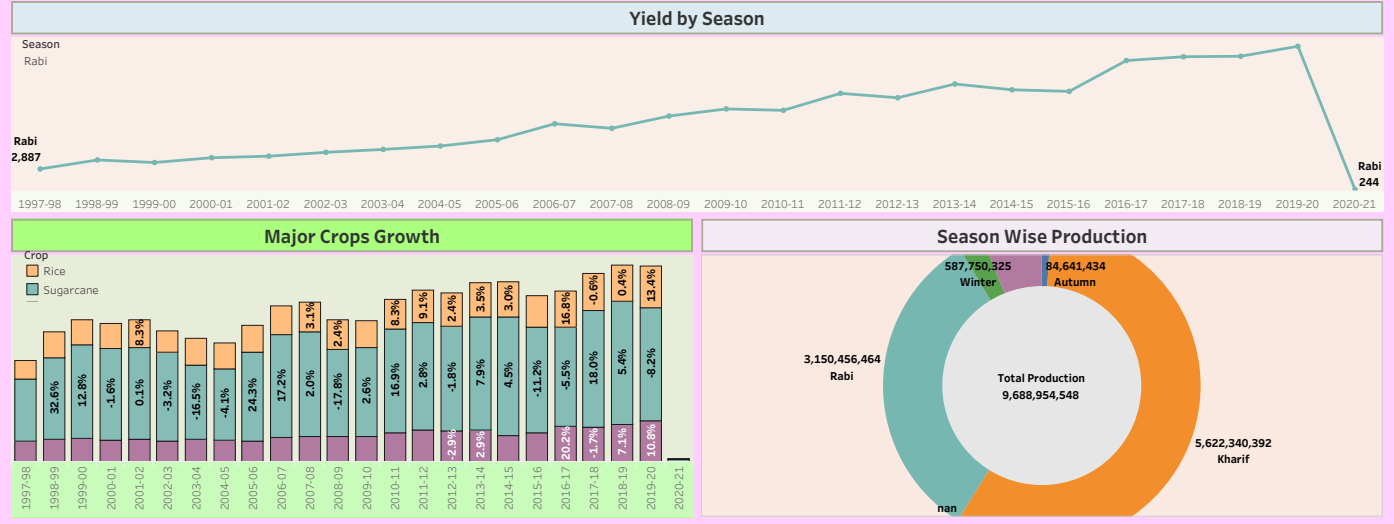 Yield by Season
Season
Rabi
Rabi
2,887
Rabi
244
1997-98 1998-99 1999-00 2000-01 2001-02 2002-03 2003-04 2004-05 2005-06 2006-07 2007-08 2008-09 2009-10 2010-11 2011-12 2012-13 2013-14 2014-15 2015-16 2016-17 2017-18 2018-19 2019-20 2020-21
Major Crops Growth
Crop
Rice
Sugarcane
8.3% 3.1% 2.4% 8.3% 9.1% 2.4% 3.5% 3.0% 16.8% -0.6% 0.4% 13.4%
32.6% 12.8% -1.6% 0.1% -3.2% -16.5% -4.1% 24.3% 17.2% 2.0% -17.8% 2.6% 16.9% 2.8% -1.8% 7.9% 4.5% -11.2% -5.5% 18.0% 5.4% -8.2%
-2.9% 2.9% 20.2% -1.7% 7.1% 10.8%
1997-98 1998-99 1999-00 2000-01 2001-02 2002-03 2003-04 2004-05 2005-06 2006-07 2007-08 2008-09 2009-10 2010-11 2011-12 2012-13 2013-14 2014-15 2015-16 2016-17 2017-18 2018-19 2019-20 2020-21
Season Wise Production
587,750,325
Winter
84,641,434
Autumn
3,150,456,464
Rabi
Total Production
9,688,954,548
5,622,340,392
Kharif
nan